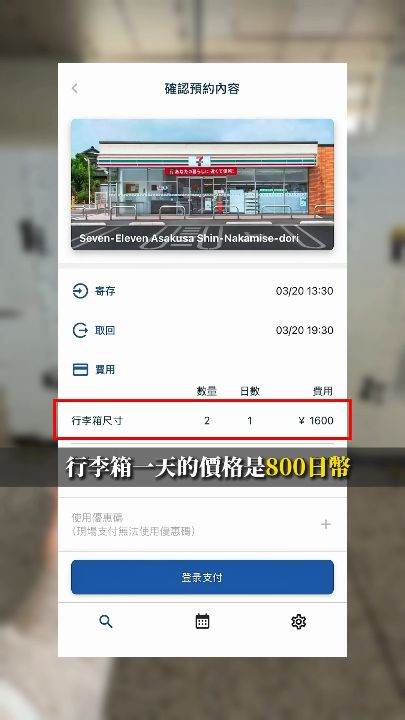 確認預約內容
7
Seven-Eleven Asakusa Shin-Nakamise-dori
寄存 03/20 13:30
取回 03/20 19:30
費用
數量 日數 費用
行李箱尺寸 2 1 ¥ 1600
行李箱一天的價格是800日幣
使用優惠碼
(現場支付無法使用優惠碼)
登录支付